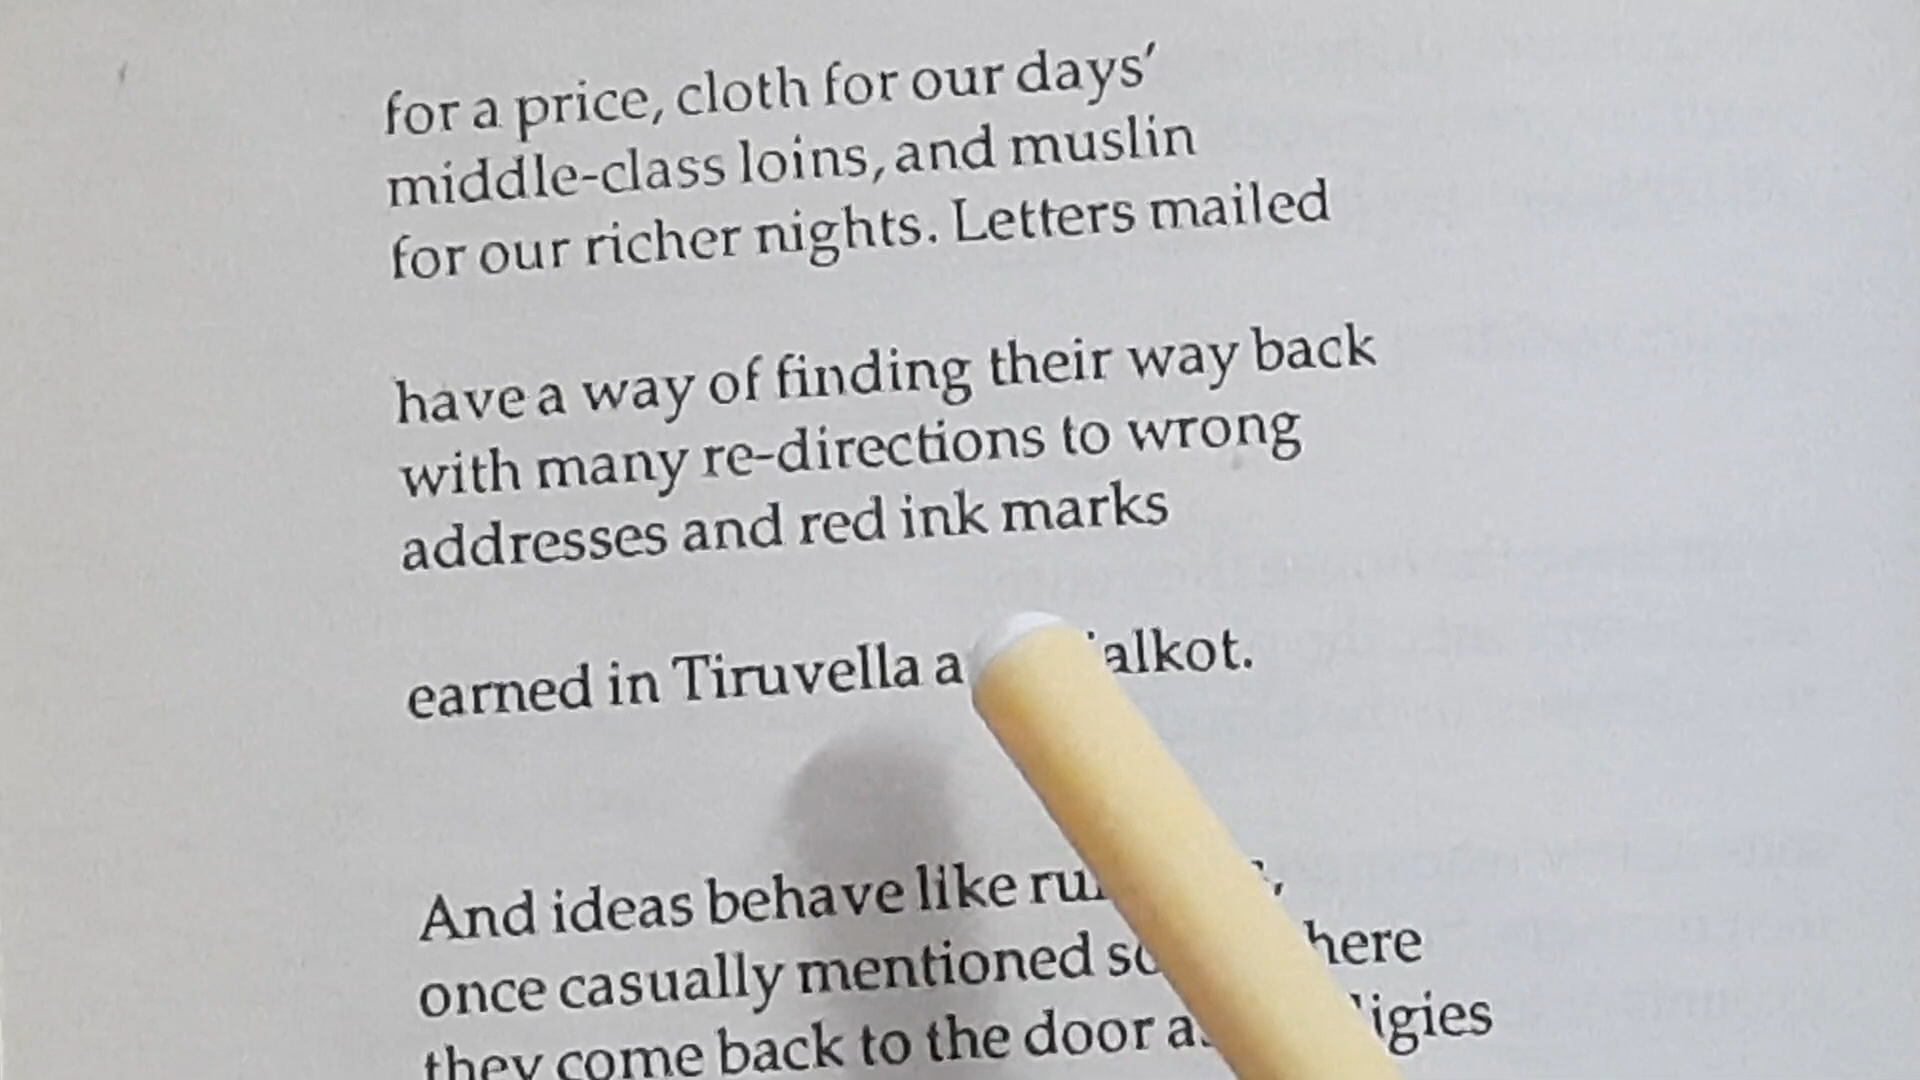 for a price, cloth for our days'
middle-class loins, and muslin
for our richer nights. Letters mailed
have a way of finding their way back
with many re-directions to wrong
addresses and red ink marks
earned in Tiruvella
And ideas behave like
once casually mentioned
they come back to the door